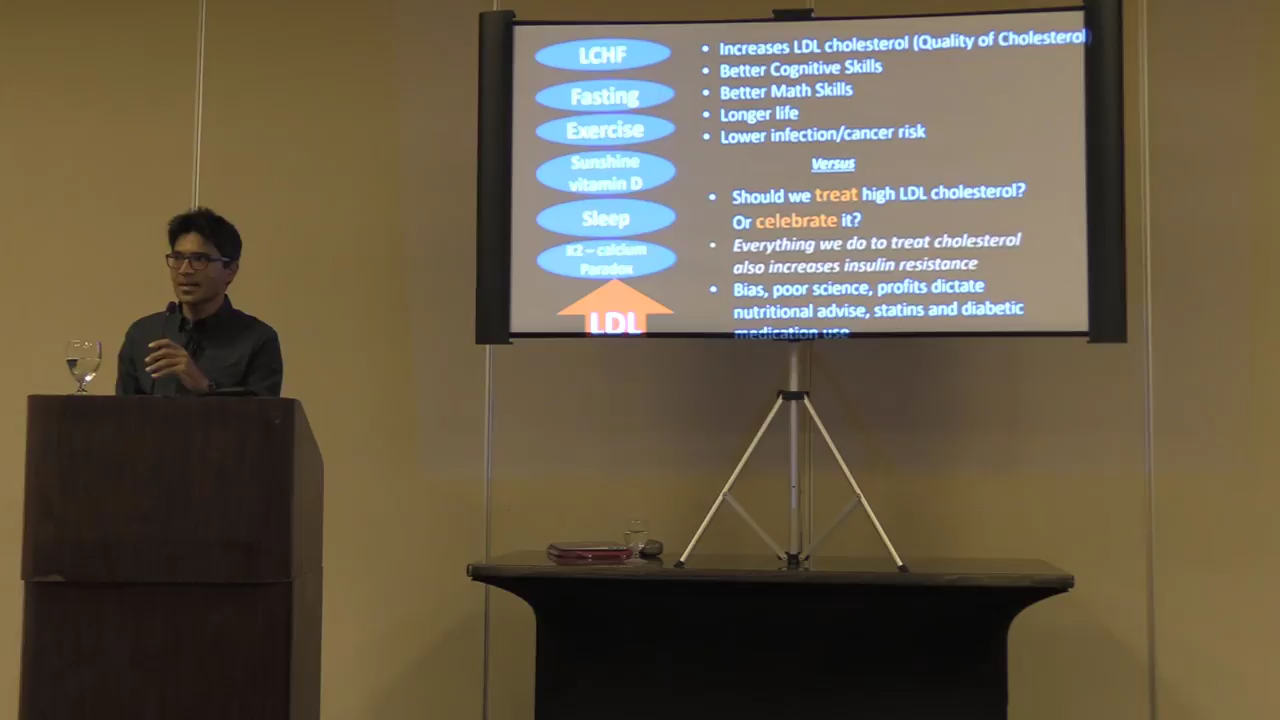 LCHF
Fasting
Exercise
Sunshine
vitamin D
Sleep
K2 – calcium
Paradox
LDL
• Increases LDL cholesterol (Quality of Cholesterol)
• Better Cognitive Skills
• Better Math Skills
• Longer life
• Lower infection/cancer risk
Versus
• Should we treat high LDL cholesterol?
Or celebrate it?
• Everything we do to treat cholesterol
also increases insulin resistance
• Bias, poor science, profits dictate
nutritional advise, statins and diabetic
medication use